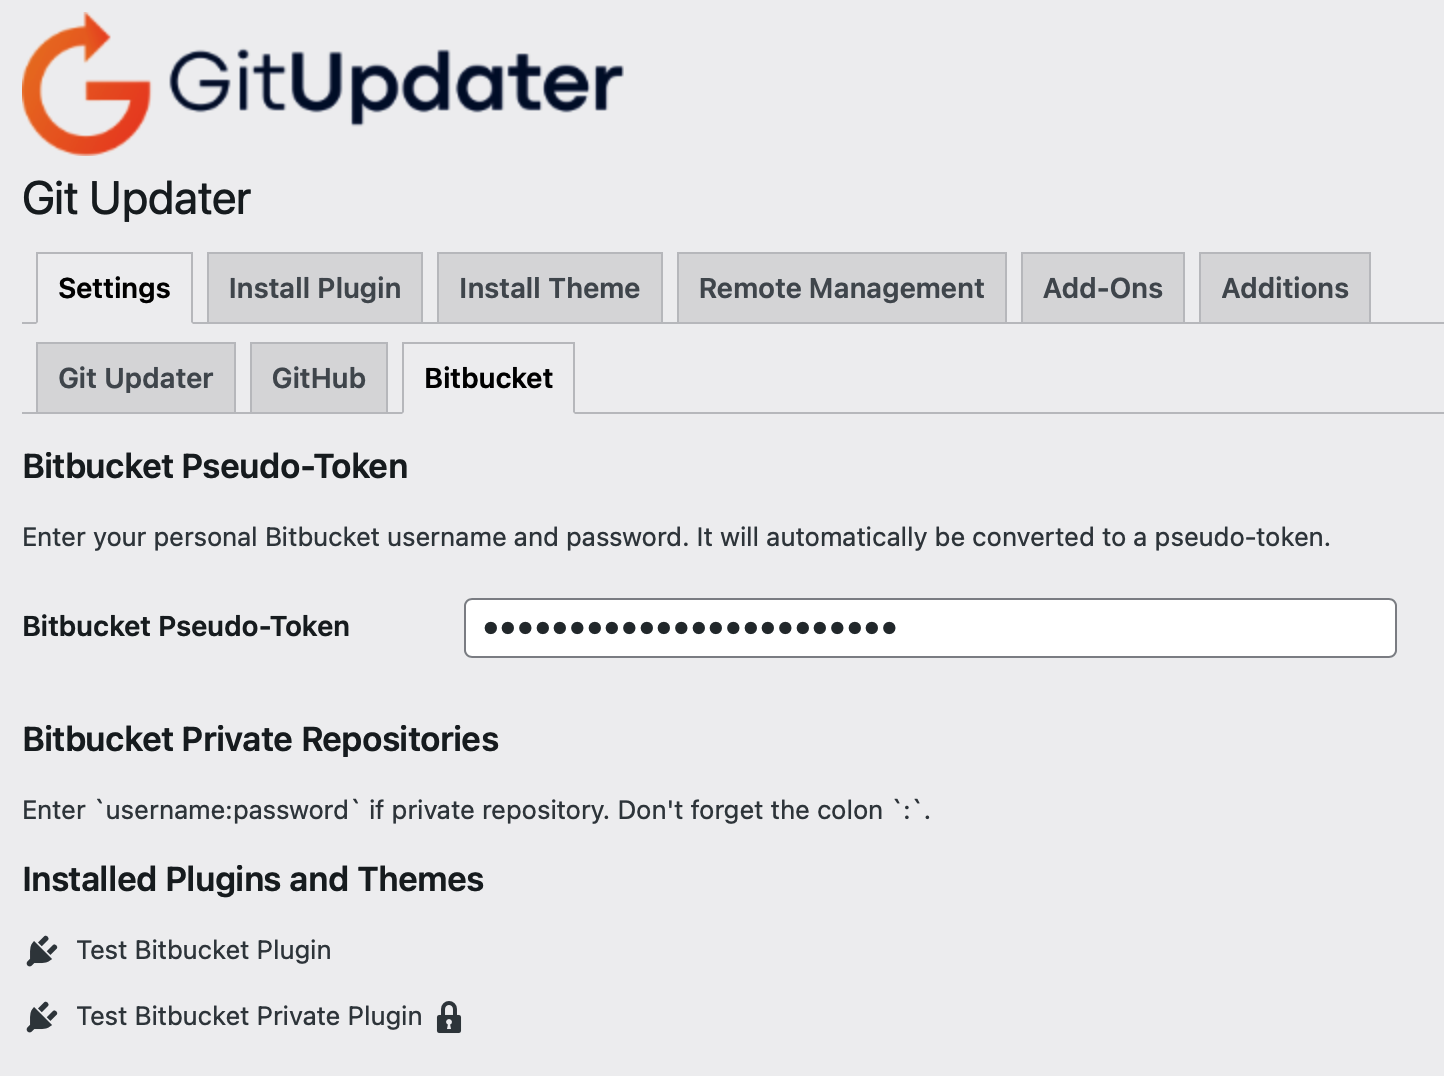 GitUpdater
Git Updater
Settings Install Plugin Install Theme Remote Management Add-Ons Additions
Git Updater GitHub Bitbucket
Bitbucket Pseudo-Token
Enter your personal Bitbucket username and password. It will automatically be converted to a pseudo-token.
Bitbucket Pseudo-Token ••••••••••••••••••••••••
Bitbucket Private Repositories
Enter `username:password` if private repository. Don't forget the colon `:`.
Installed Plugins and Themes
Test Bitbucket Plugin
Test Bitbucket Private Plugin